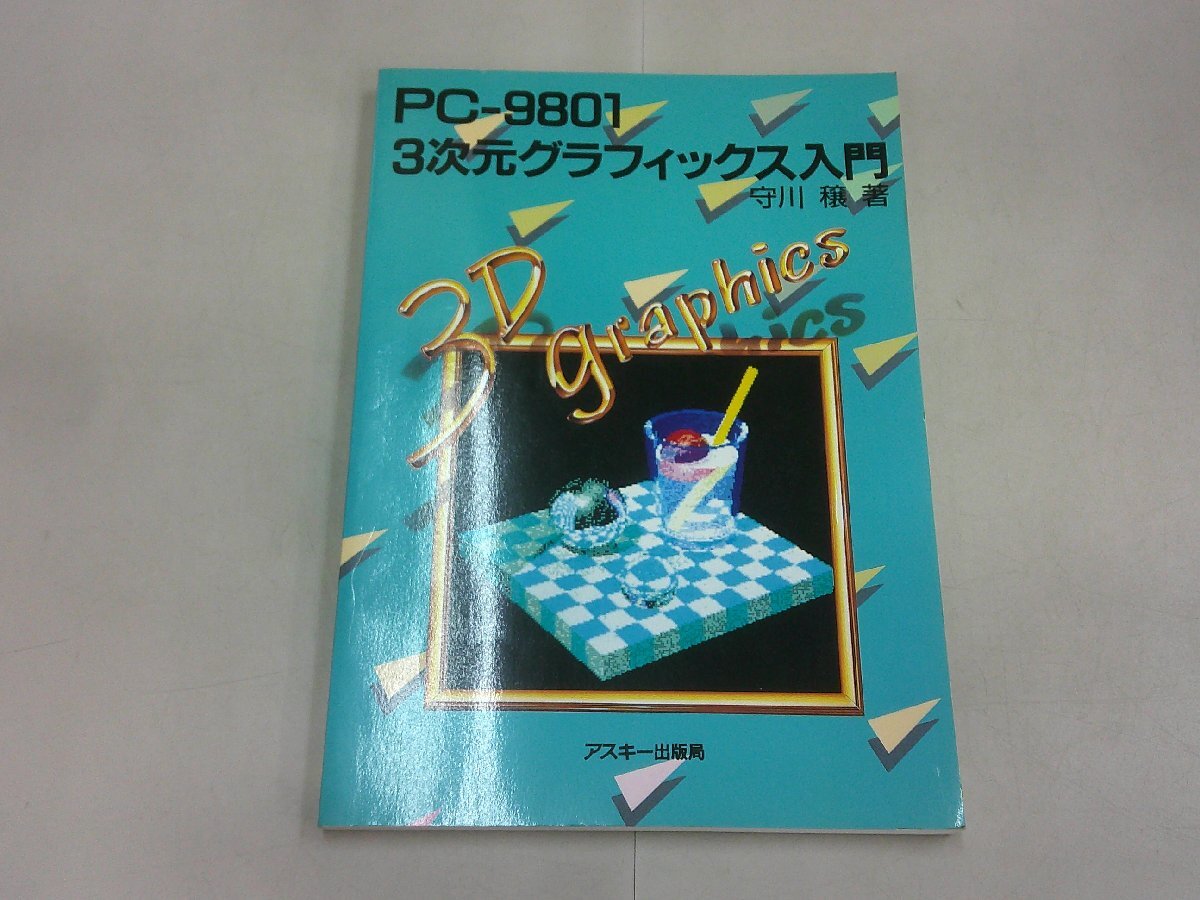 PC-9801
3次元グラフィックス入門
守川 穣 著
3D graphics
アスキー出版局